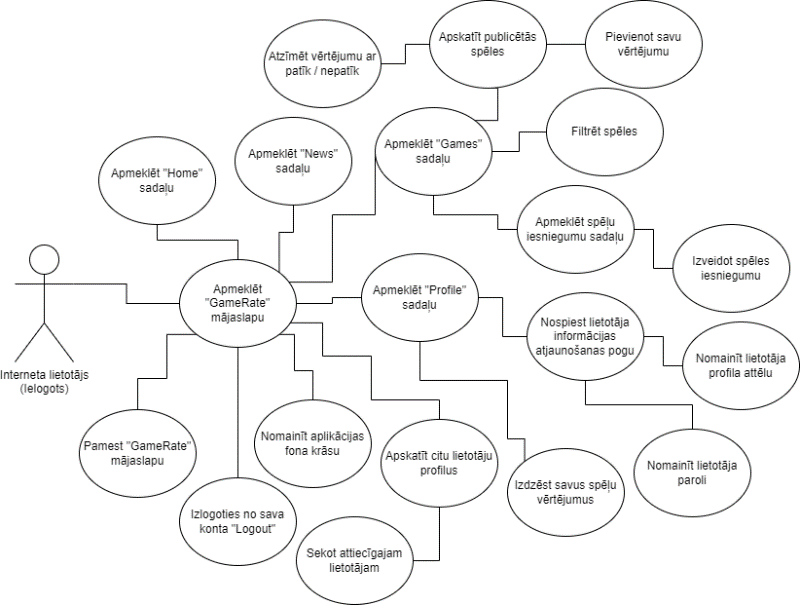 Apskatīt publicētās
spēles
Pievienot savu
vērtējumu
Atzīmēt vērtējumu ar
patīk / nepatīk
Filtrēt spēles
Apmeklēt "Games"
sadaļu
Apmeklēt "News"
sadaļu
Apmeklēt "Home"
sadaļu
Apmeklēt spēļu
iesniegumu sadaļu
Izveidot spēles
iesniegumu
Apmeklēt
"GameRate"
mājaslapu
Apmeklēt "Profile"
sadaļu
Nospiest lietotāja
informācijas
atjaunošanas pogu
Nomainīt lietotāja
profila attēlu
Interneta lietotājs
(Ielogots)
Pamest "GameRate"
mājaslapu
Nomainīt aplikācijas
fona krāsu
Apskatīt citu lietotāju
profilus
Nomainīt lietotāja
paroli
Izdzēst savus spēļu
vērtējumus
Izlogoties no sava
konta "Logout"
Sekot attiecīgajam
lietotājam